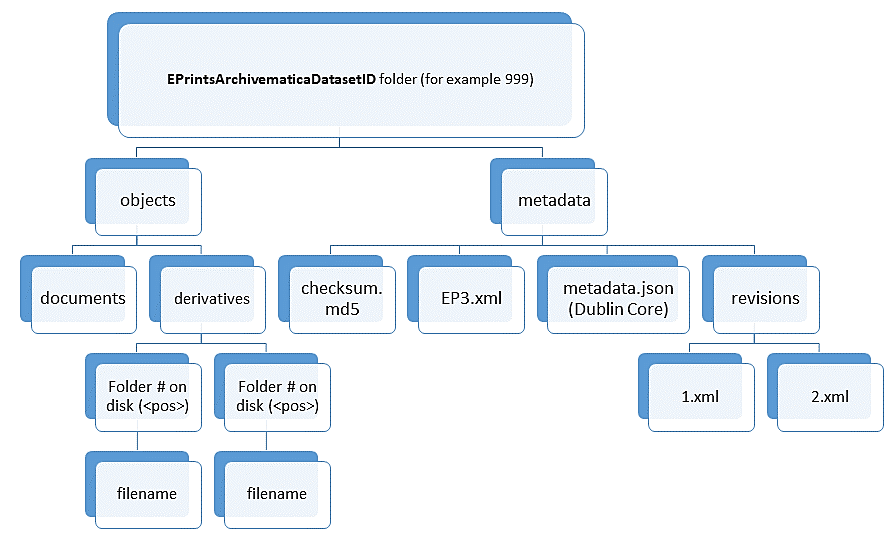 EPrintsArchivematicaDatasetID folder (for example 999)
objects
metadata
documents
derivatives
checksum.
md5
EP3.xml
metadata.json
(Dublin Core)
revisions
Folder # on
disk (<pos>)
Folder # on
disk (<pos>)
1.xml
2.xml
filename
filename